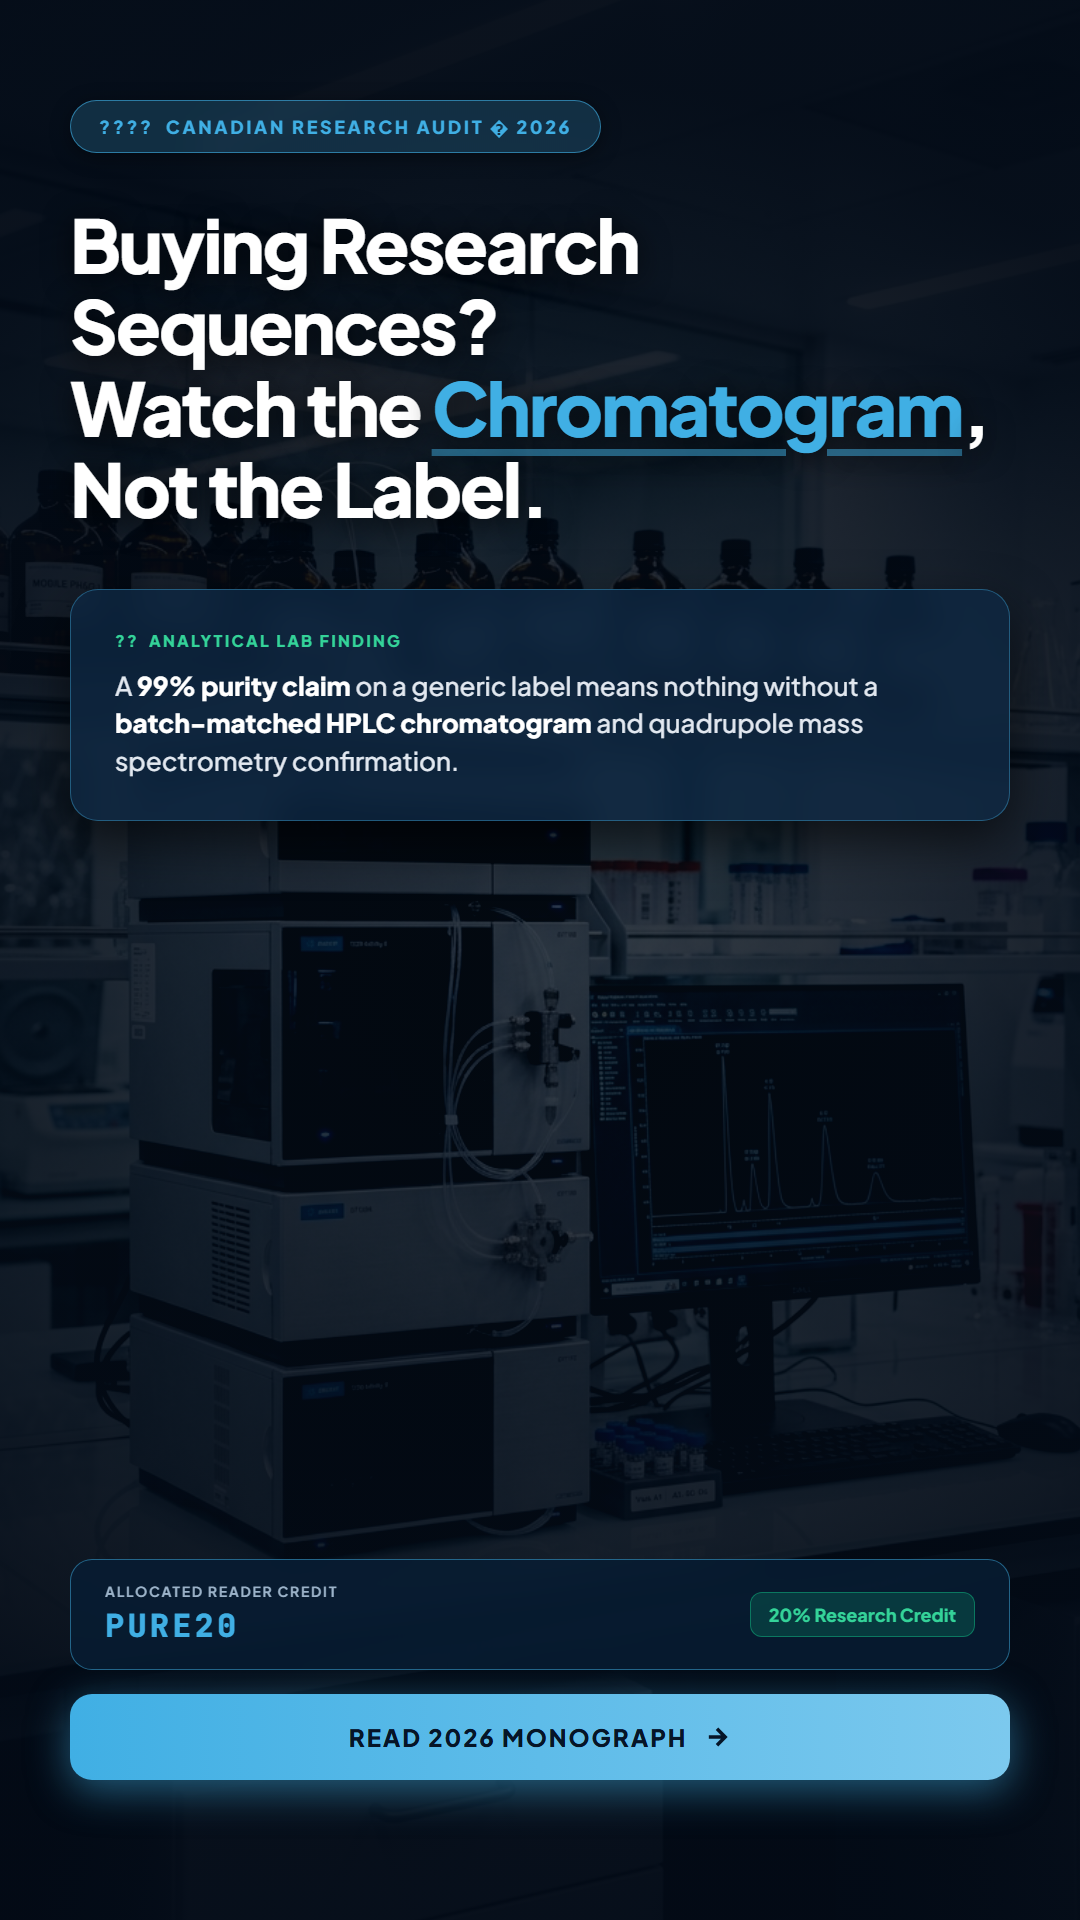 ???? CANADIAN RESEARCH AUDIT � 2026
Buying Research
Sequences?
Watch the Chromatogram,
Not the Label.
MOBILE PHAS
?? ANALYTICAL LAB FINDING
A 99% purity claim on a generic label means nothing without a
batch-matched HPLC chromatogram and quadrupole mass
spectrometry confirmation.
ALLOCATED READER CREDIT
PURE20
20% Research Credit
READ 2026 MONOGRAPH →